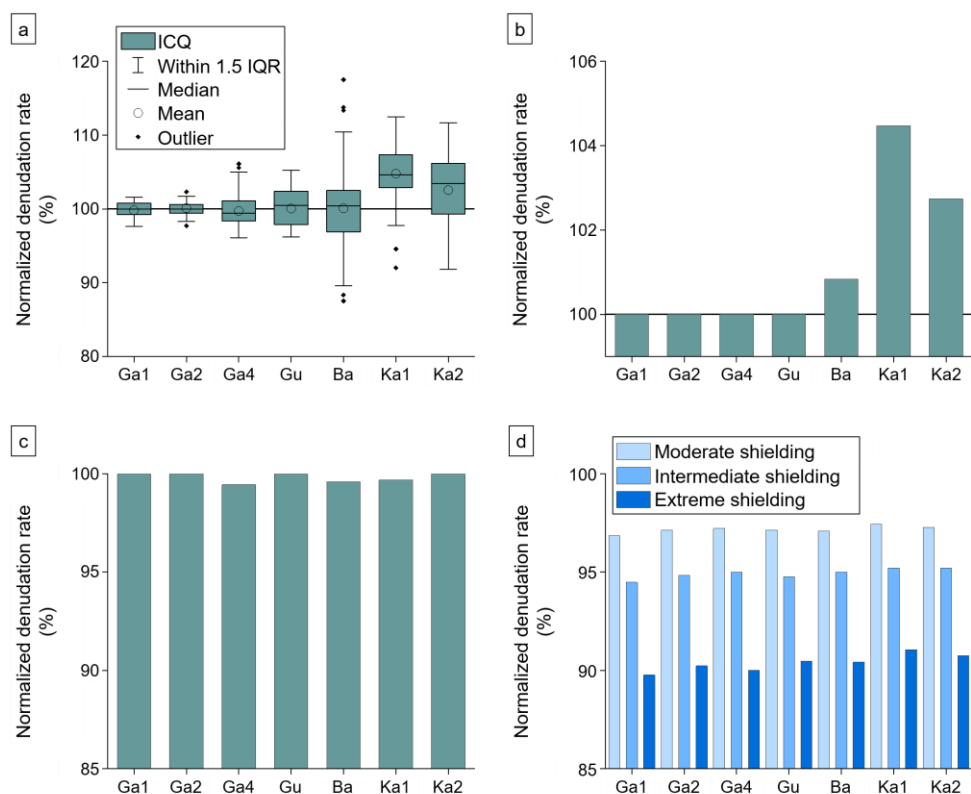 a
ICQ
Within 1.5 IQR
Median
Mean
Outlier
Normalized denudation rate
(%)
120
110
100
90
80
Ga1 Ga2 Ga4 Gu Ba Ka1 Ka2
b
Normalized denudation rate
(%)
106
104
102
100
Ga1 Ga2 Ga4 Gu Ba Ka1 Ka2
c
Normalized denudation rate
(%)
100
95
90
85
Ga1 Ga2 Ga4 Gu Ba Ka1 Ka2
d
Moderate shielding
Intermediate shielding
Extreme shielding
Normalized denudation rate
(%)
100
95
90
85
Ga1 Ga2 Ga4 Gu Ba Ka1 Ka2